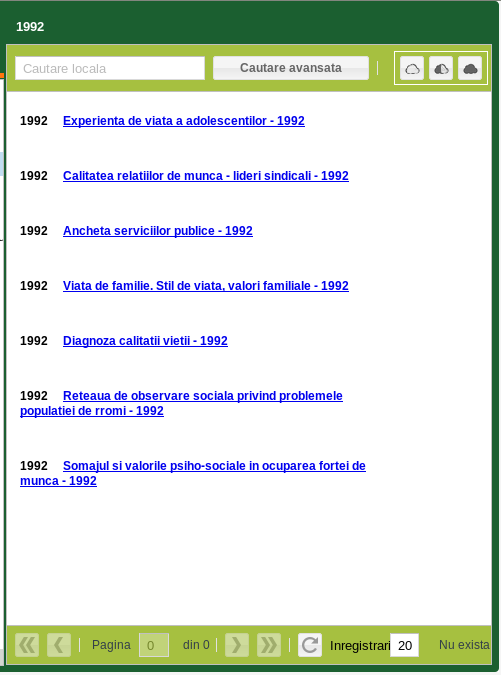 1992
Cautare locala
Cautare avansata
1992 Experienta de viata a adolescentilor - 1992
1992 Calitatea relatiilor de munca - lideri sindicali - 1992
1992 Ancheta serviciilor publice - 1992
1992 Viata de familie. Stil de viata, valori familiale - 1992
1992 Diagnoza calitatii vietii - 1992
1992 Reteaua de observare sociala privind problemele
populatiei de rromi - 1992
1992 Somajul si valorile psiho-sociale in ocuparea fortei de
munca - 1992
Pagina 0 din 0 Inregistrari 20 Nu exista